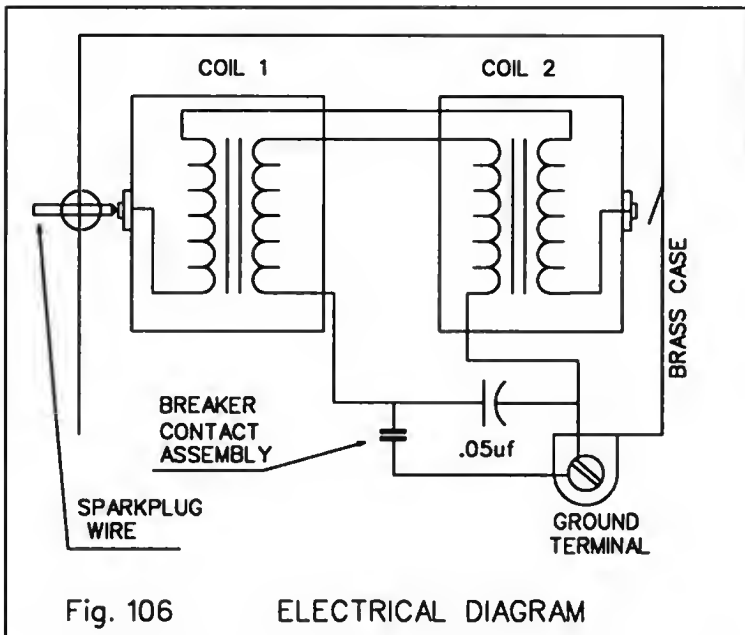 COIL 1
COIL 2
BRASS CASE
BREAKER
CONTACT
ASSEMBLY
.05uf
SPARKPLUG
WIRE
GROUND
TERMINAL
Fig. 106 ELECTRICAL DIAGRAM